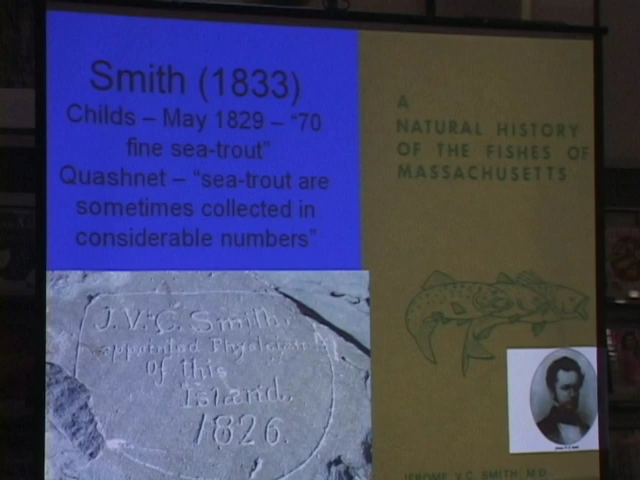 Smith (1833)
Childs – May 1829 – “70
fine sea-trout”
Quashnet – “sea-trout are
sometimes collected in
considerable numbers”
A
NATURAL HISTORY
OF THE FISHES OF
MASSACHUSETTS
J.V.C. Smith,
appointed Physician
of this
Island.
1826.
JEROME V.C. SMITH, M.D.